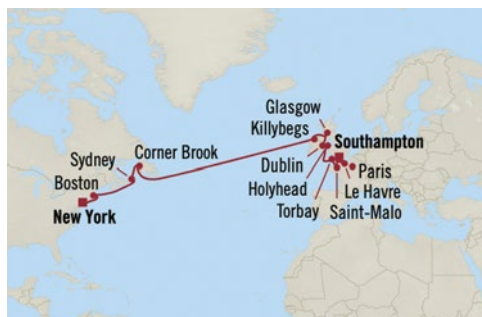 Glasgow
Killybegs
Southampton
Corner Brook
Sydney
Dublin
Paris
Boston
Holyhead
Le Havre
New York
Torbay
Saint-Malo